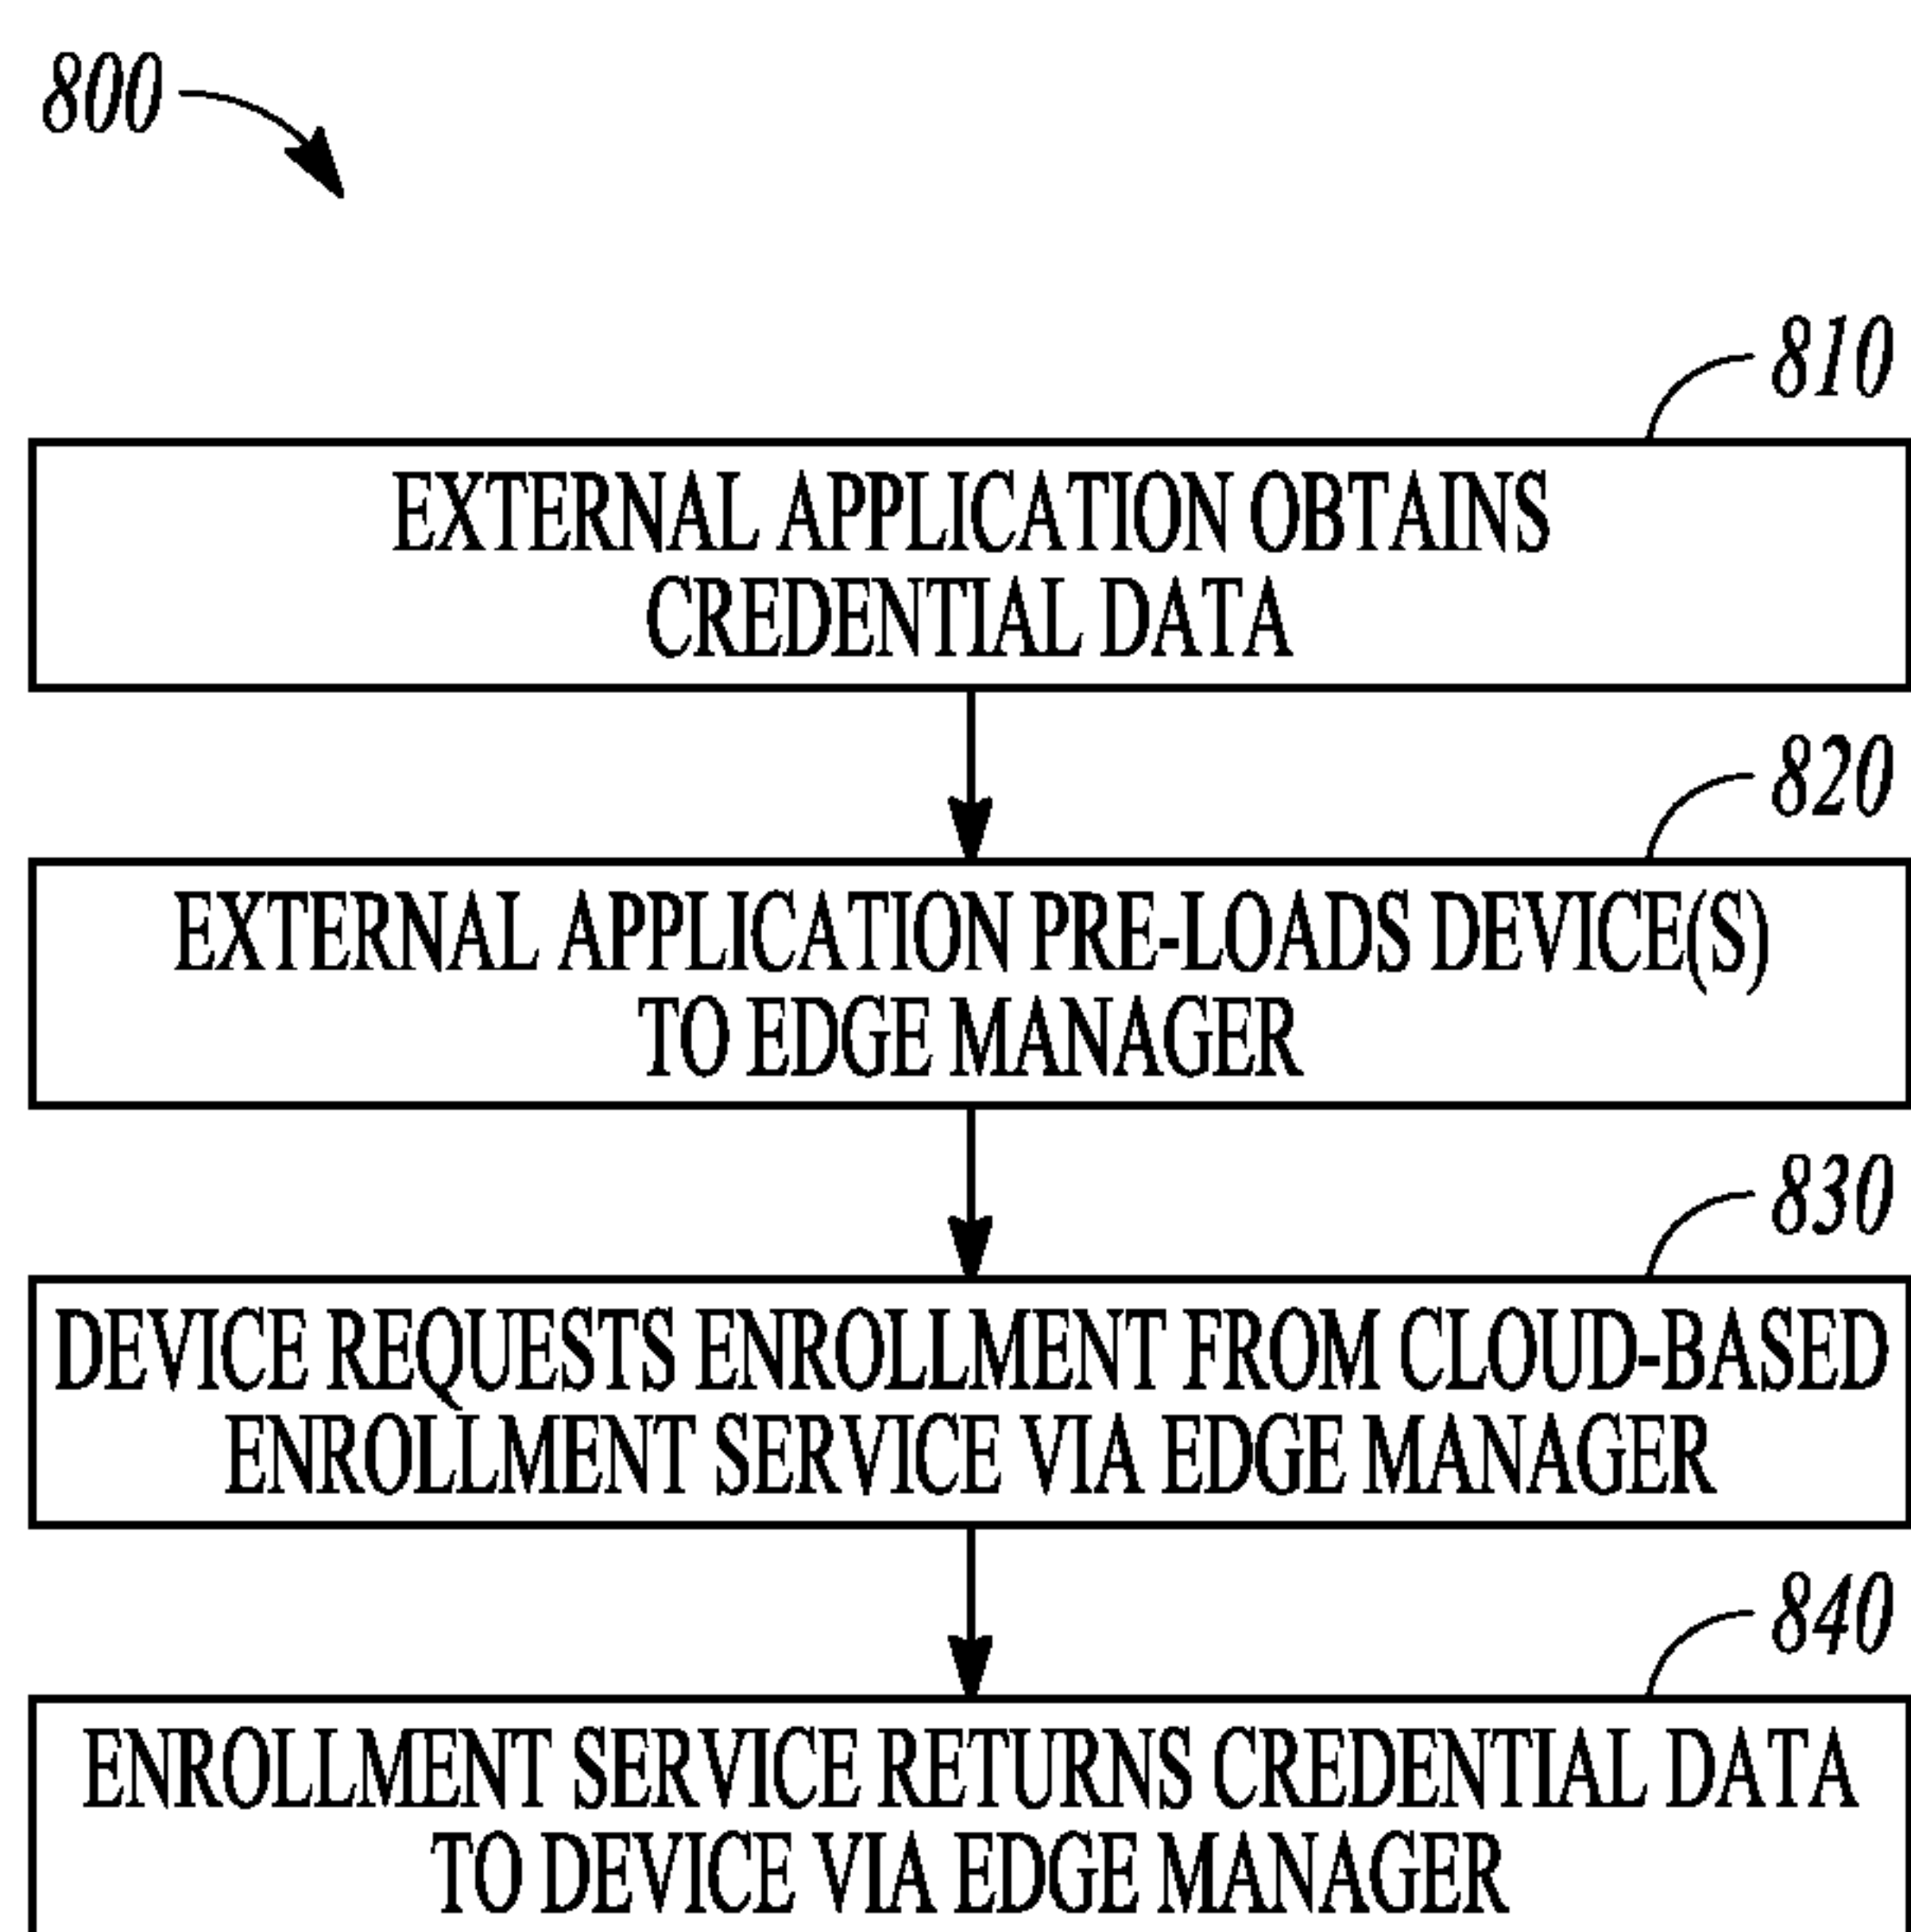 800
810
EXTERNAL APPLICATION OBTAINS
CREDENTIAL DATA
820
EXTERNAL APPLICATION PRE-LOADS DEVICE(S)
TO EDGE MANAGER
830
DEVICE REQUESTS ENROLLMENT FROM CLOUD-BASED
ENROLLMENT SERVICE VIA EDGE MANAGER
840
ENROLLMENT SERVICE RETURNS CREDENTIAL DATA
TO DEVICE VIA EDGE MANAGER